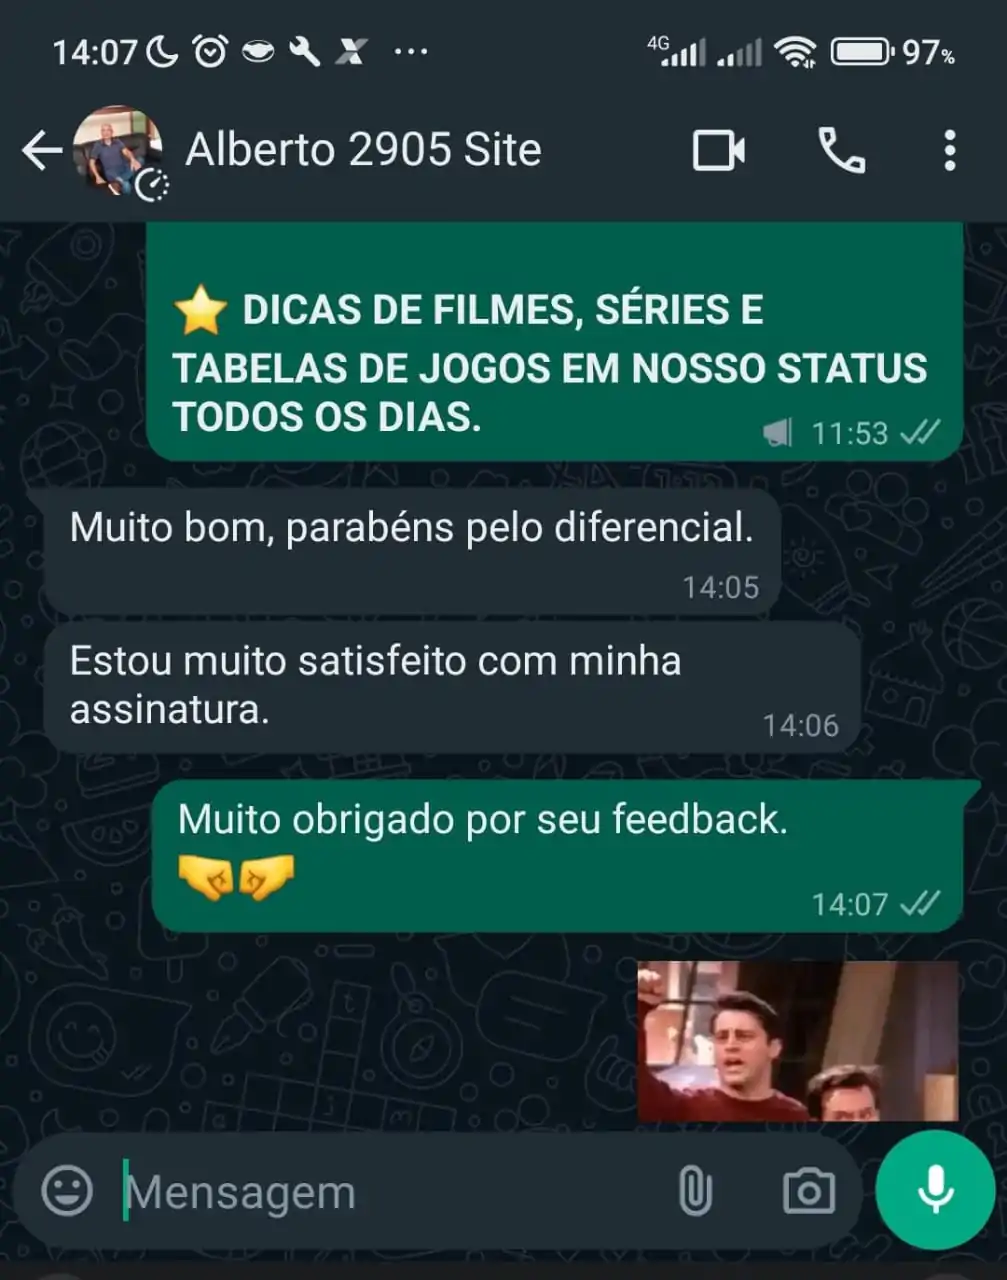 14:07 4G 97%
Alberto 2905 Site
DICAS DE FILMES, SÉRIES E
TABELAS DE JOGOS EM NOSSO STATUS
TODOS OS DIAS.
11:53
Muito bom, parabéns pelo diferencial.
14:05
Estou muito satisfeito com minha
assinatura.
14:06
Muito obrigado por seu feedback.
14:07
Mensagem